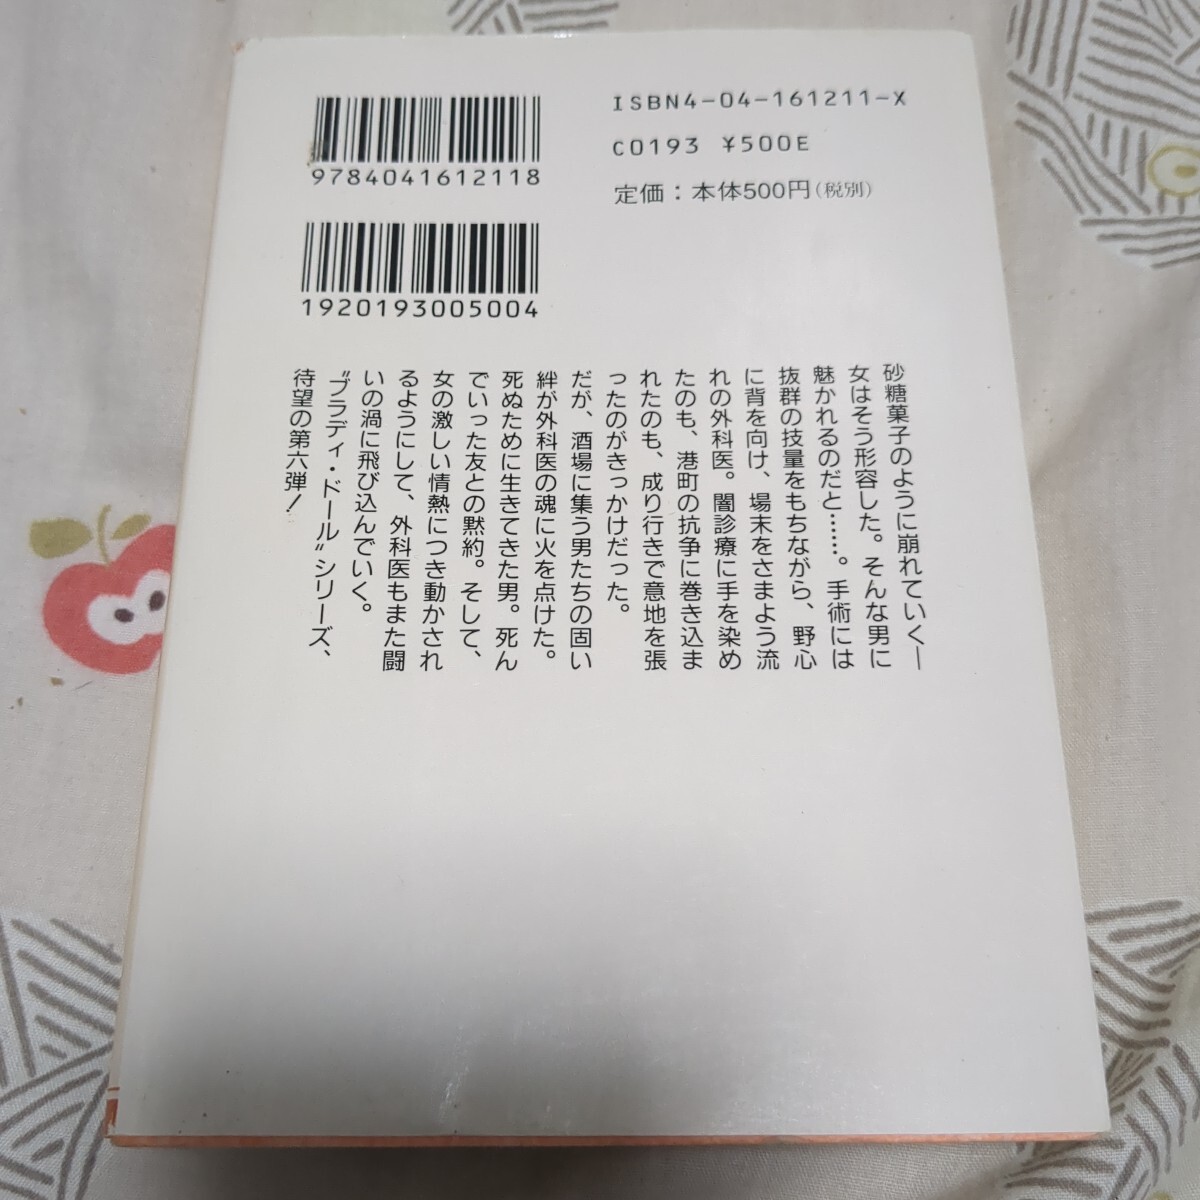 ISBN4-04-161211-X
C0193 ¥500E
定価：本体500円(税別)
9784041612118
1920193005004
砂糖菓子のように崩れていく―
女はそう形容した。そんな男に
魅かれるのだと……。手術には
抜群の技量をもちながら、野心
に背を向け、場末をさまよう流
れの外科医。闇診療に手を染め
たのも、港町の抗争に巻き込ま
れたのも、成り行きで意地を張
ったのがきっかけだった。
だが、酒場に集う男たちの固い
絆が外科医の魂に火を点けた。
死ぬために生きてきた男。死ん
でいった友との黙約。そして、
女の激しい情熱につき動かされ
るようにして、外科医もまた闘
いの渦に飛び込んでいく。
〝ブラディ・ドール〟シリーズ、
待望の第六弾！